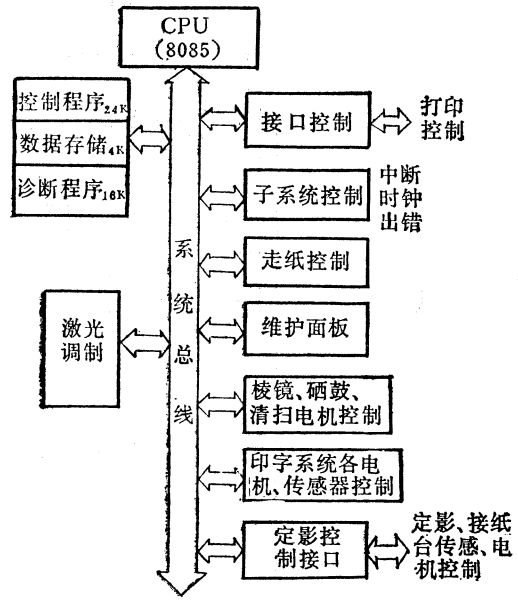 CPU
(8085)
控制程序24K
数据存储4K
诊断程序16K
接口控制
打印
控制
子系统控制
中断
时钟
出错
走纸控制
系统总线
激光
调制
维护面板
棱镜、硒鼓、
清扫电机控制
印字系统各电
机、传感器控制
定影控
制接口
定影、接纸
台传感、电
机控制